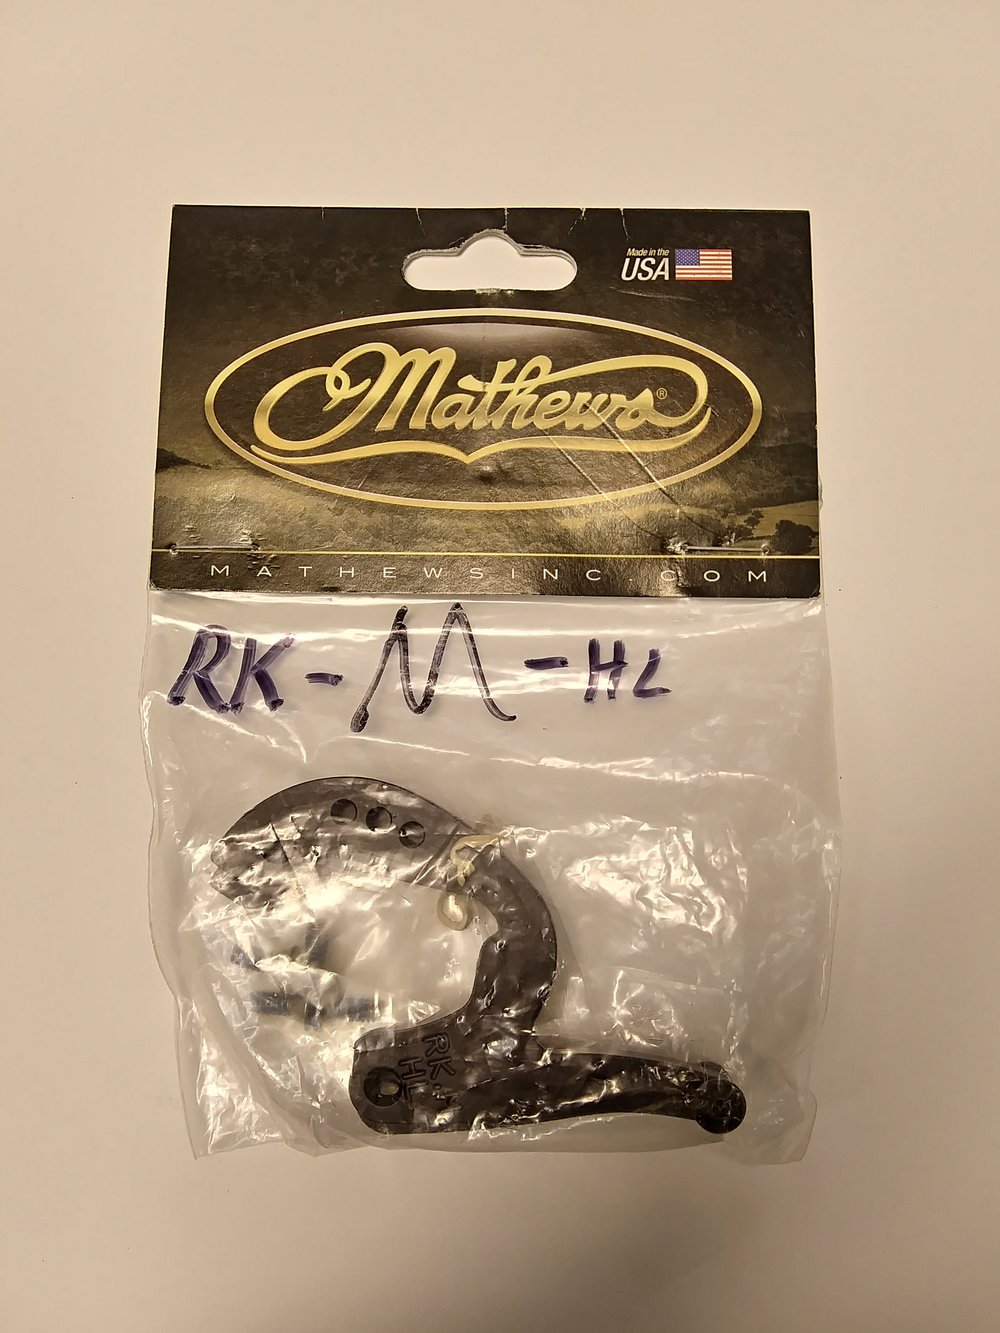 Made in the
USA
Mathews®
MATHEWSINC.COM
RK-M-HL
RK
HL